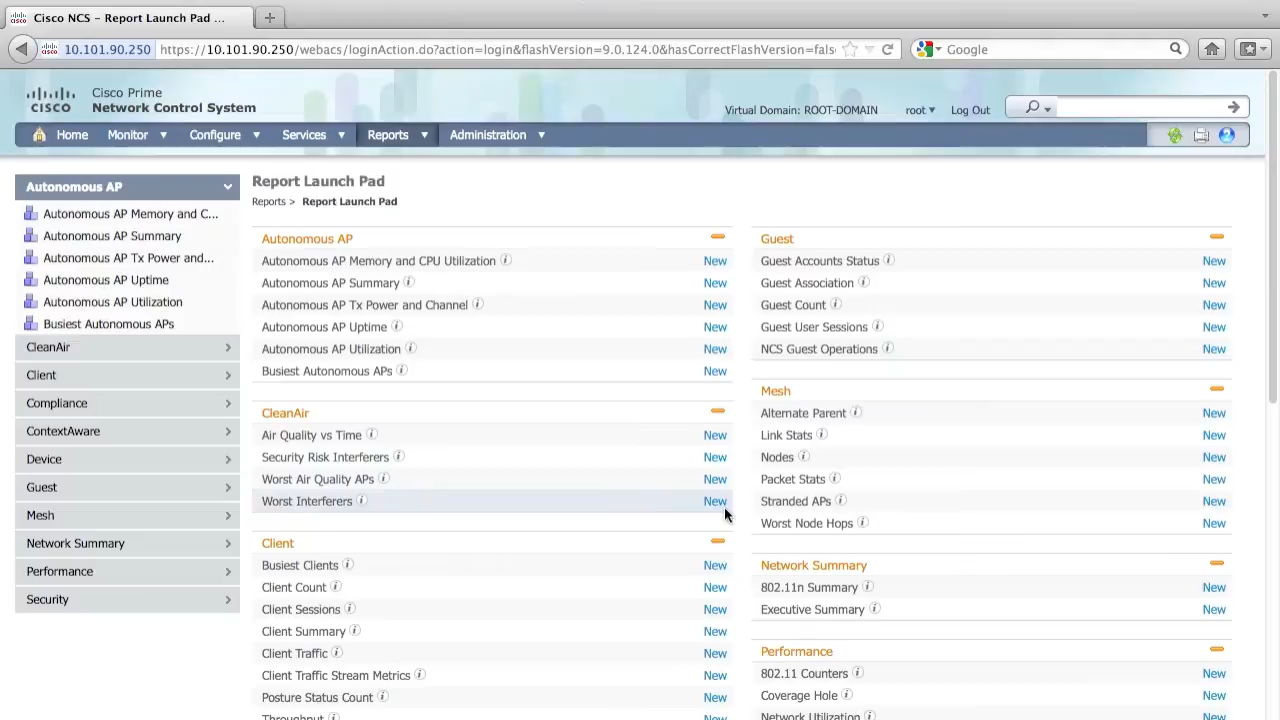 Cisco NCS – Report Launch Pad ...
10.101.90.250 https://10.101.90.250/webacs/loginAction.do?action=login&flashVersion=9.0.124.0&hasCorrectFlashVersion=fals Google
CISCO
Cisco Prime
Network Control System
Virtual Domain: ROOT-DOMAIN root Log Out
Home Monitor Configure Services Reports Administration
Autonomous AP
Autonomous AP Memory and C...
Autonomous AP Summary
Autonomous AP Tx Power and...
Autonomous AP Uptime
Autonomous AP Utilization
Busiest Autonomous APs
CleanAir
Client
Compliance
ContextAware
Device
Guest
Mesh
Network Summary
Performance
Security
Report Launch Pad
Reports > Report Launch Pad
Autonomous AP
Autonomous AP Memory and CPU Utilization New
Autonomous AP Summary New
Autonomous AP Tx Power and Channel New
Autonomous AP Uptime New
Autonomous AP Utilization New
Busiest Autonomous APs New
CleanAir
Air Quality vs Time New
Security Risk Interferers New
Worst Air Quality APs New
Worst Interferers New
Client
Busiest Clients New
Client Count New
Client Sessions New
Client Summary New
Client Traffic New
Client Traffic Stream Metrics New
Posture Status Count New
Throughput New
Guest
Guest Accounts Status New
Guest Association New
Guest Count New
Guest User Sessions New
NCS Guest Operations New
Mesh
Alternate Parent New
Link Stats New
Nodes New
Packet Stats New
Stranded APs New
Worst Node Hops New
Network Summary
802.11n Summary New
Executive Summary New
Performance
802.11 Counters New
Coverage Hole New
Network Utilization New